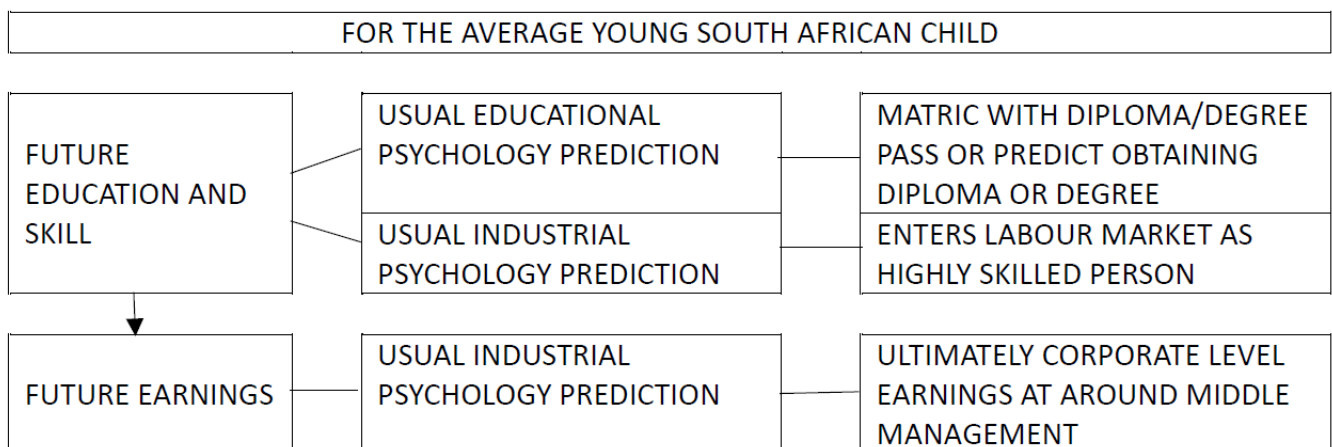 FOR THE AVERAGE YOUNG SOUTH AFRICAN CHILD
FUTURE
EDUCATION AND
SKILL
USUAL EDUCATIONAL
PSYCHOLOGY PREDICTION
MATRIC WITH DIPLOMA/DEGREE
PASS OR PREDICT OBTAINING
DIPLOMA OR DEGREE
USUAL INDUSTRIAL
PSYCHOLOGY PREDICTION
ENTERS LABOUR MARKET AS
HIGHLY SKILLED PERSON
FUTURE EARNINGS
USUAL INDUSTRIAL
PSYCHOLOGY PREDICTION
ULTIMATELY CORPORATE LEVEL
EARNINGS AT AROUND MIDDLE
MANAGEMENT